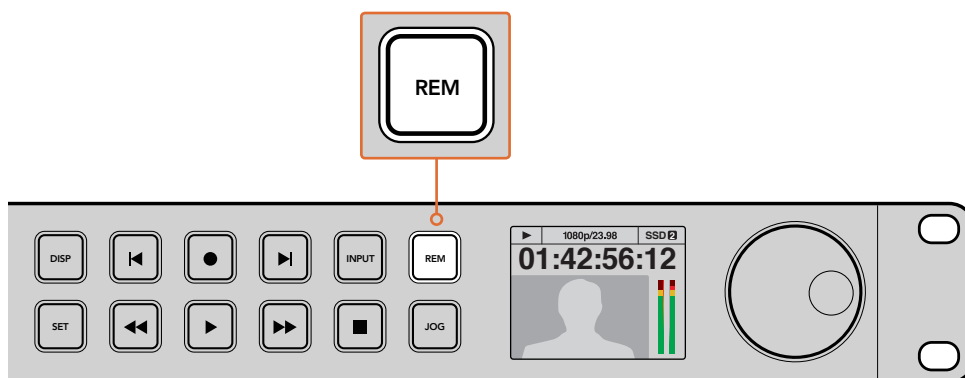 REM
DISP
INPUT
REM
1080p/23.98
SSD 2
01:42:56:12
SET
JOG